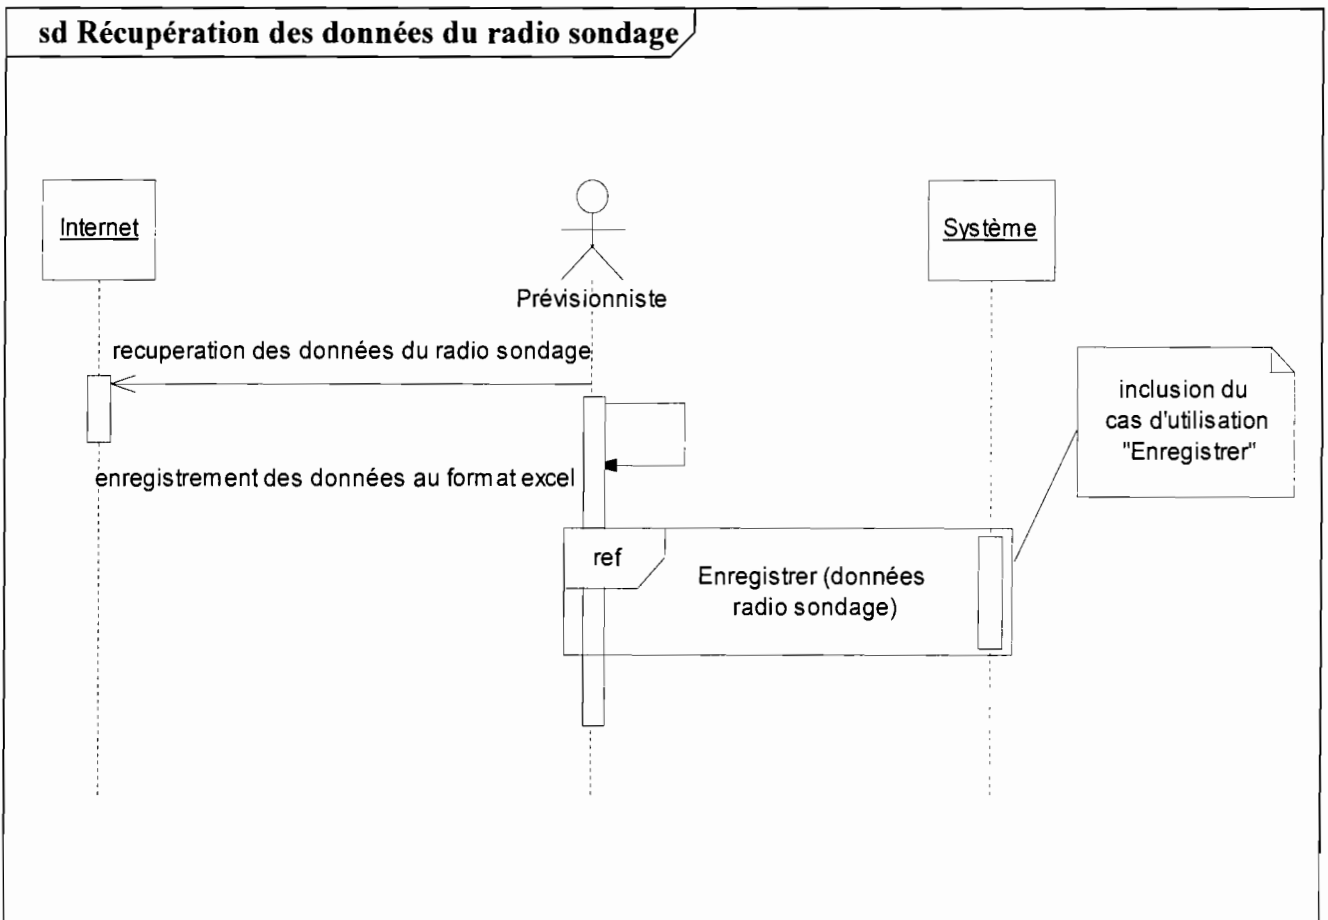 sd Récupération des données du radio sondage
Internet
Système
Prévisionniste
recuperation des données du radio sondage
inclusion du
cas d'utilisation
"Enregistrer"
enregistrement des données au format excel
ref
Enregistrer (données
radio sondage)